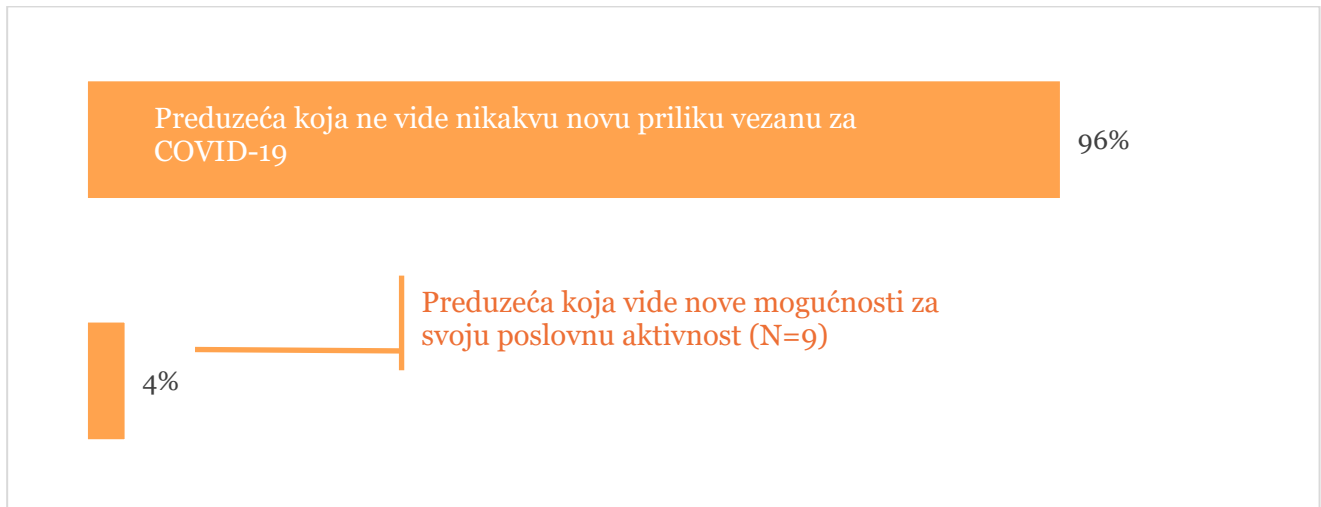 Preduzeća koja ne vide nikakvu novu priliku vezanu za
COVID-19
96%
Preduzeća koja vide nove mogućnosti za
svoju poslovnu aktivnost (N=9)
4%